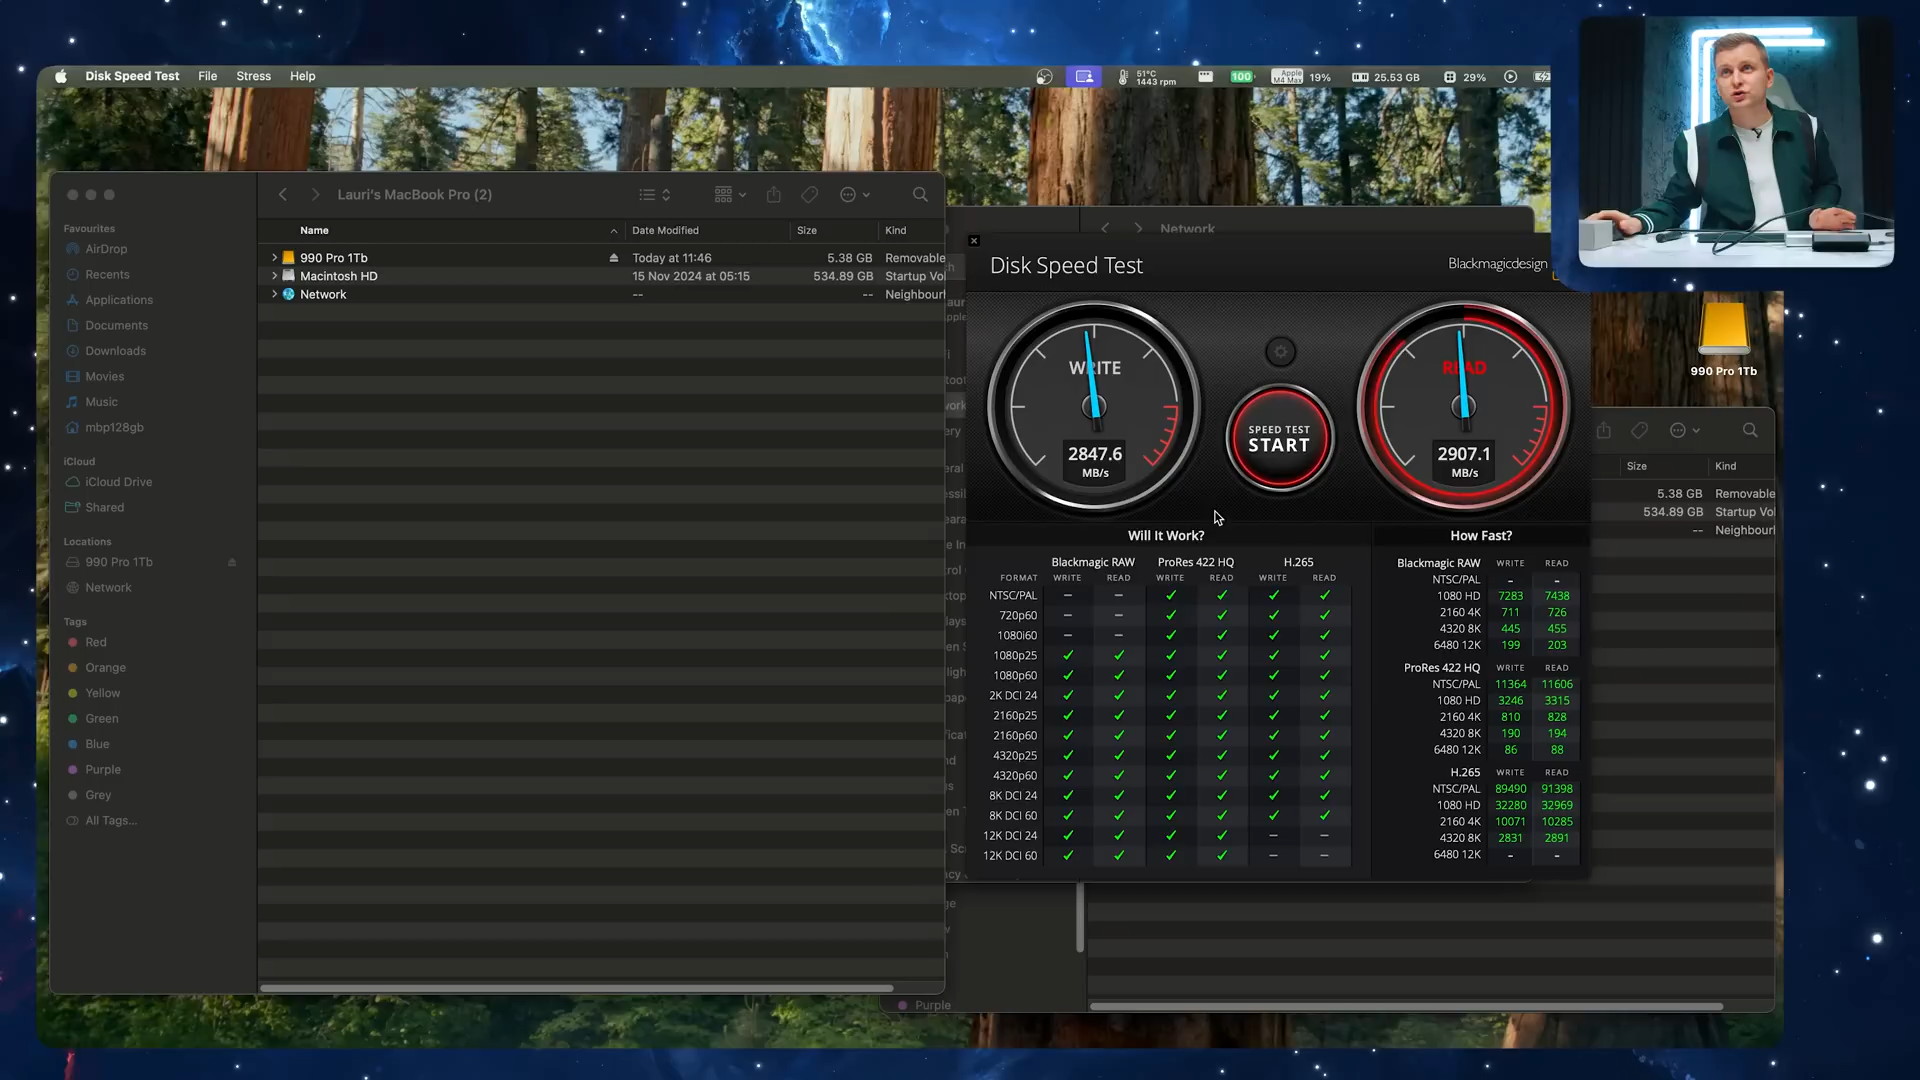 Disk Speed Test File Stress Help
51°C
1443 rpm
100
Apple
M4 Max
19%
25.53 GB
29%
Lauri's MacBook Pro (2)
Favourites
AirDrop
Recents
Applications
Documents
Downloads
Movies
Music
mbp128gb
iCloud
iCloud Drive
Shared
Locations
990 Pro 1Tb
Network
Tags
Red
Orange
Yellow
Green
Blue
Purple
Grey
All Tags...
Name Date Modified Size Kind
990 Pro 1Tb Today at 11:46 5.38 GB Removable
Macintosh HD 15 Nov 2024 at 05:15 534.89 GB Startup Vol
Network -- -- Neighbour
Network
Disk Speed Test
Blackmagicdesign
WRITE
2847.6
MB/s
SPEED TEST
START
READ
2907.1
MB/s
Will It Work?
Blackmagic RAW ProRes 422 HQ H.265
FORMAT WRITE READ WRITE READ WRITE READ
NTSC/PAL – – ✓ ✓ ✓ ✓
720p60 – – ✓ ✓ ✓ ✓
1080i60 – – ✓ ✓ ✓ ✓
1080p25 ✓ ✓ ✓ ✓ ✓ ✓
1080p60 ✓ ✓ ✓ ✓ ✓ ✓
2K DCI 24 ✓ ✓ ✓ ✓ ✓ ✓
2160p25 ✓ ✓ ✓ ✓ ✓ ✓
2160p60 ✓ ✓ ✓ ✓ ✓ ✓
4320p25 ✓ ✓ ✓ ✓ ✓ ✓
4320p60 ✓ ✓ ✓ ✓ ✓ ✓
8K DCI 24 ✓ ✓ ✓ ✓ ✓ ✓
8K DCI 60 ✓ ✓ ✓ ✓ ✓ ✓
12K DCI 24 ✓ ✓ ✓ ✓ – –
12K DCI 60 ✓ ✓ ✓ ✓ – –
How Fast?
Blackmagic RAW WRITE READ
NTSC/PAL - -
1080 HD 7283 7438
2160 4K 711 726
4320 8K 445 455
6480 12K 199 203
ProRes 422 HQ WRITE READ
NTSC/PAL 11364 11606
1080 HD 3246 3315
2160 4K 810 828
4320 8K 190 194
6480 12K 86 88
H.265 WRITE READ
NTSC/PAL 89490 91398
1080 HD 32280 32969
2160 4K 10071 10285
4320 8K 2831 2891
6480 12K - -
990 Pro 1Tb
Size Kind
5.38 GB Removable
534.89 GB Startup Vo
-- Neighbour
Purple